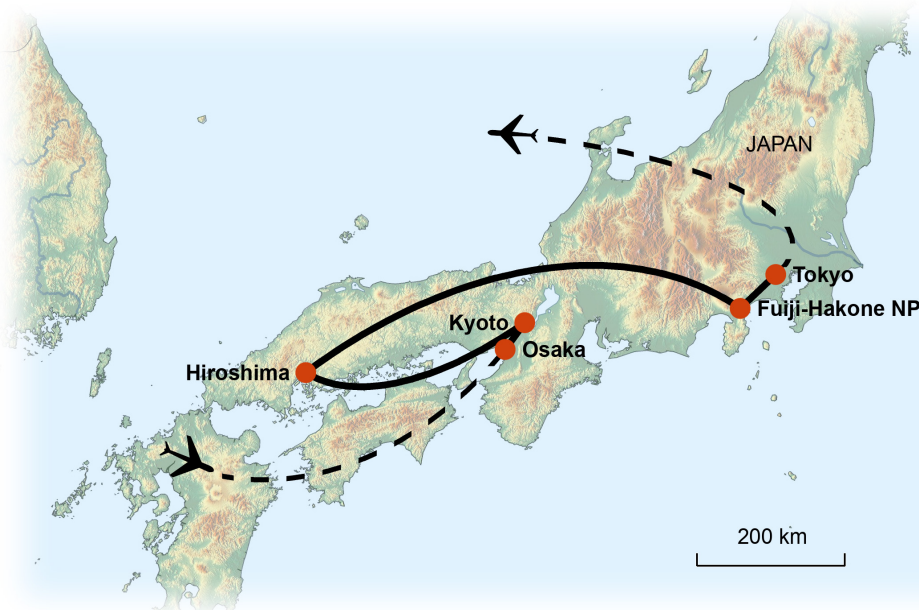 JAPAN
Tokyo
Fuiji-Hakone NP
Kyoto
Osaka
Hiroshima
200 km